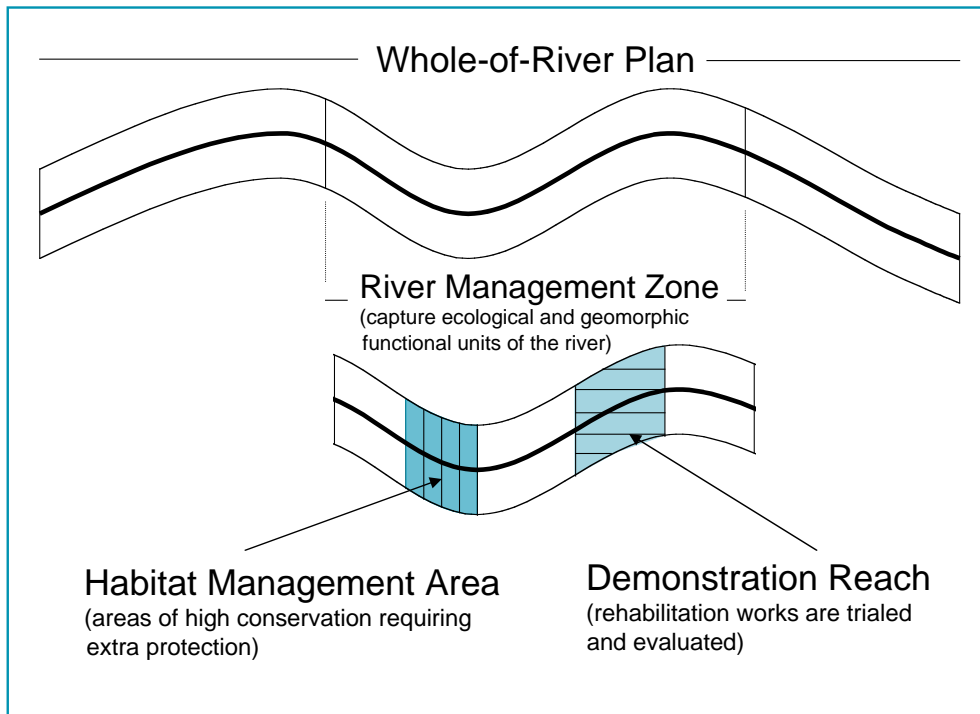 Whole-of-River Plan
River Management Zone
(capture ecological and geomorphic
functional units of the river)
Habitat Management Area
(areas of high conservation requiring
extra protection)
Demonstration Reach
(rehabilitation works are trialed
and evaluated)